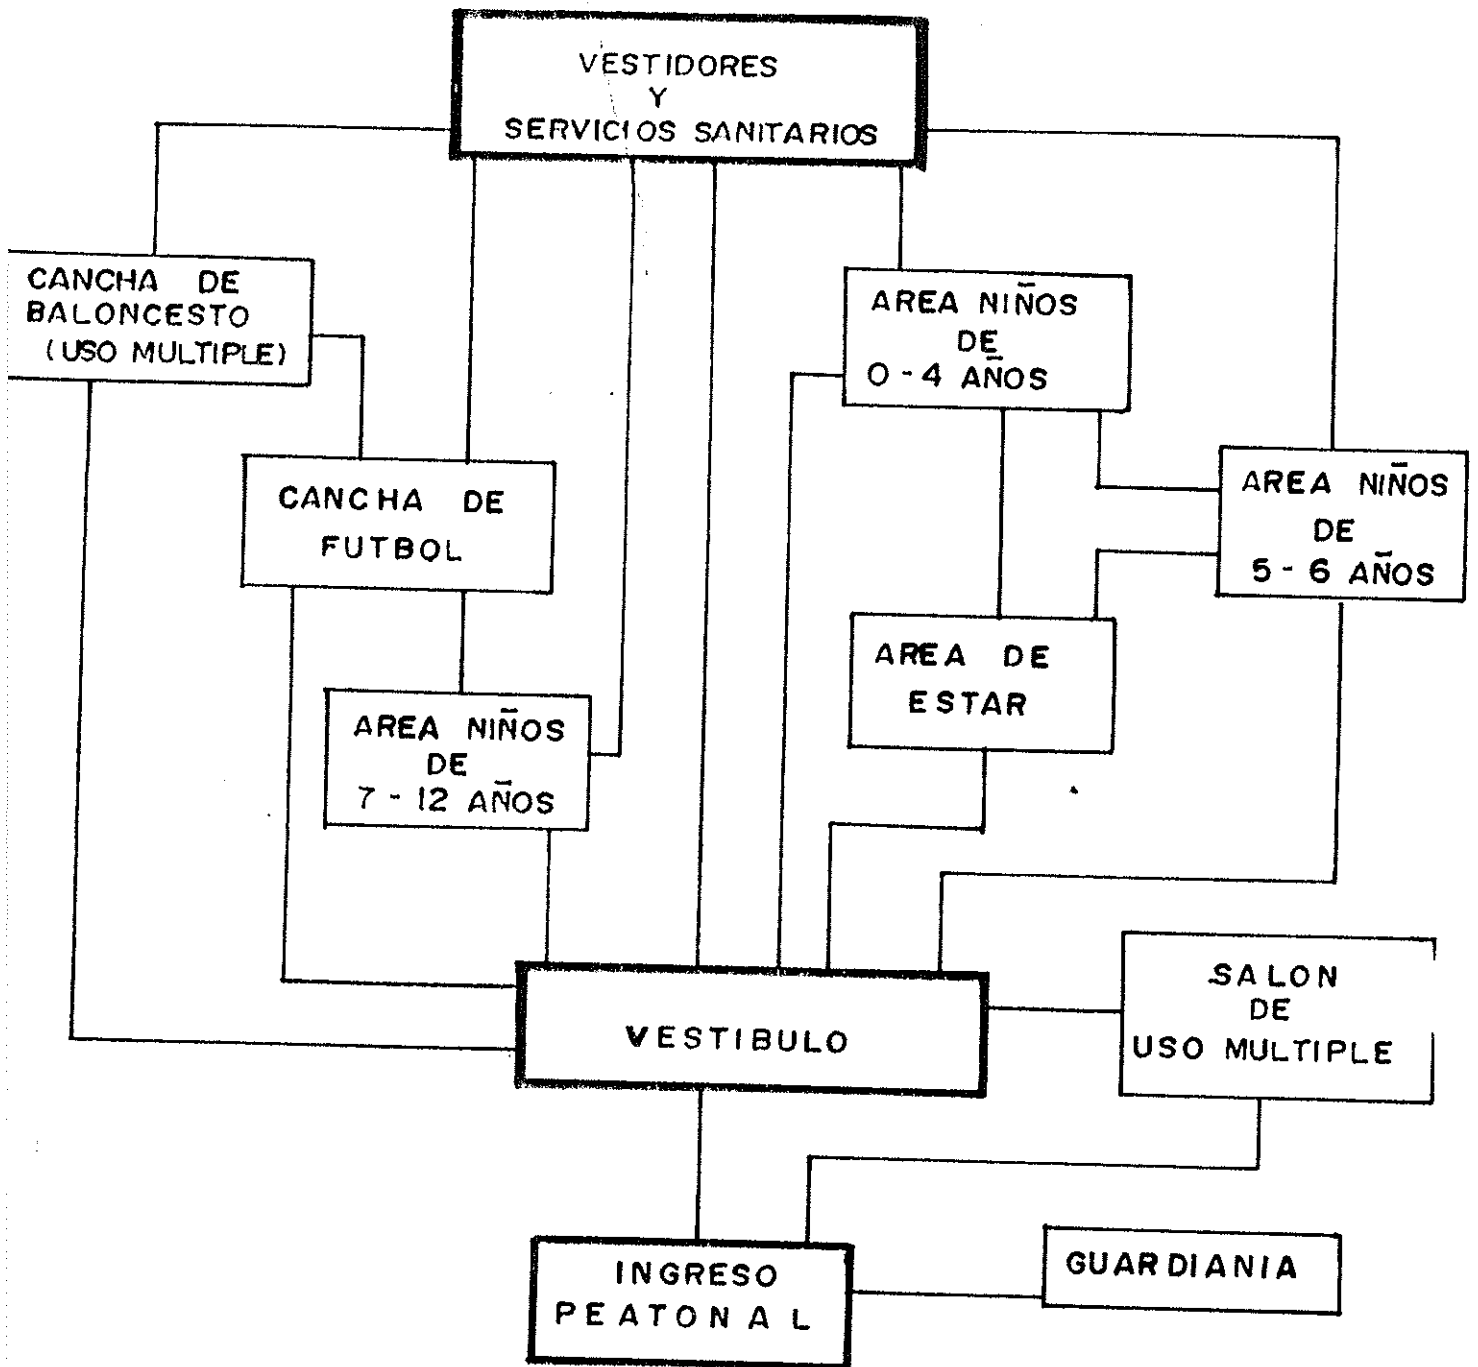 VESTIDORES
Y
SERVICIOS SANITARIOS
CANCHA DE
BALONCESTO
(USO MULTIPLE)
AREA NIÑOS
DE
0-4 AÑOS
CANCHA DE
FUTBOL
AREA NIÑOS
DE
5-6 AÑOS
AREA DE
ESTAR
AREA NIÑOS
DE
7-12 AÑOS
SALON
DE
USO MULTIPLE
VESTIBULO
INGRESO
PEATONAL
GUARDIANIA